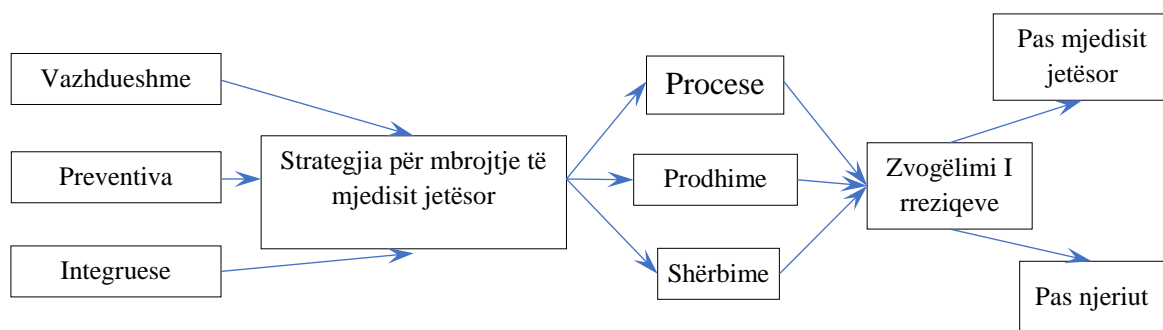 Vazhdueshme
Preventiva
Integruese
Strategjia për mbrojtje të
mjedisit jetësor
Procese
Prodhime
Shërbime
Zvogëlimi I
rreziqeve
Pas mjedisit
jetësor
Pas njeriut